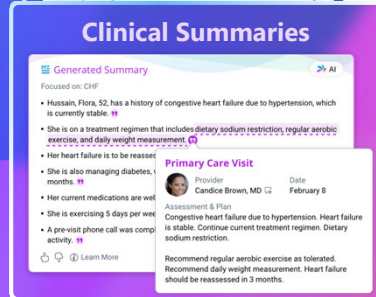 Clinical Summaries
Generated Summary
AI
Focused on: CHF
• Hussain, Flora, 52, has a history of congestive heart failure due to hypertension, which
is currently stable.
• She is on a treatment regimen that includes dietary sodium restriction, regular aerobic
exercise, and daily weight measurement.
• Her heart failure is to be reasses
• She is also managing diabetes,
months.
• Her current medications are wel
• She is exercising 5 days per wee
• A pre-visit phone call was compl
activity.
Learn More
Primary Care Visit
Provider
Date
Candice Brown, MD
February 8
Assessment & Plan
Congestive heart failure due to hypertension. Heart failure
is stable. Continue current treatment regimen. Dietary
sodium restriction.
Recommend regular aerobic exercise as tolerated.
Recommend daily weight measurement. Heart failure
should be reassessed in 3 months.